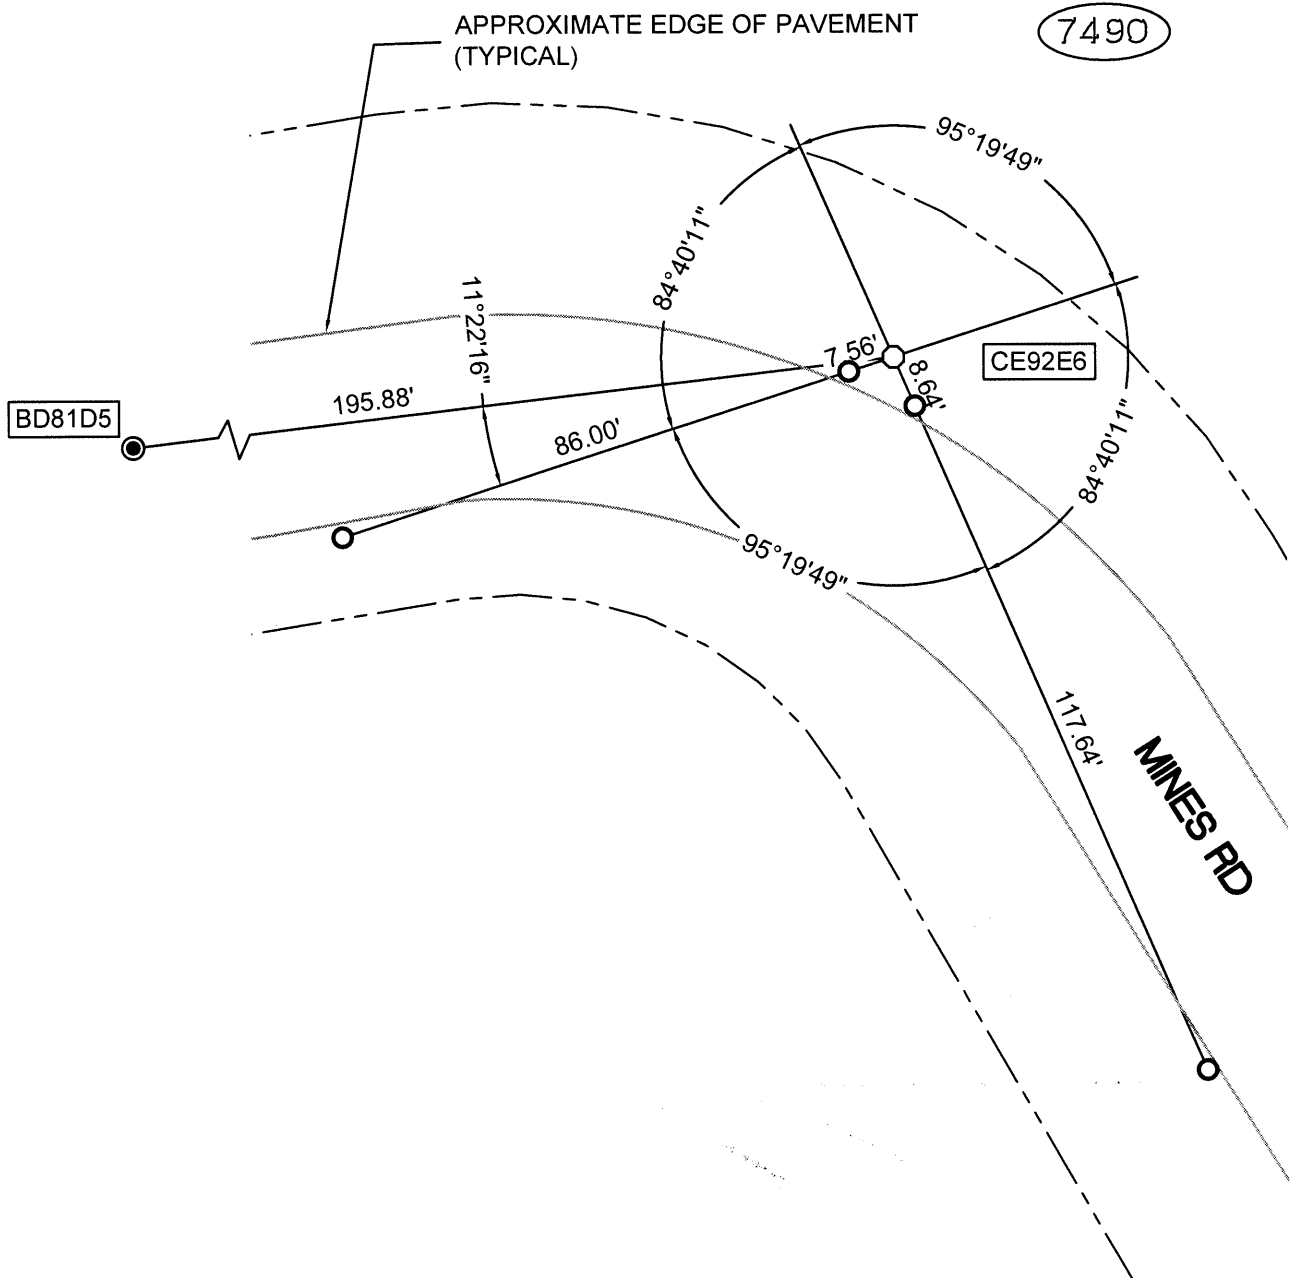 APPROXIMATE EDGE OF PAVEMENT
(TYPICAL)
7490
95°19'49"
84°40'11"
11°22'16"
7.56'
8.64'
CE92E6
BD81D5
195.88'
86.00'
84°40'11"
95°19'49"
117.64'
MINES RD